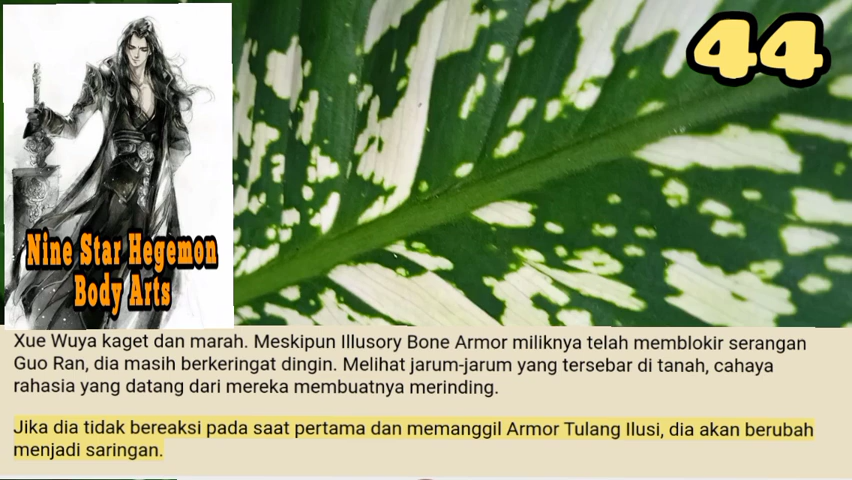 44
Nine Star Hegemon
Body Arts
Xue Wuya kaget dan marah. Meskipun Illusory Bone Armor miliknya telah memblokir serangan
Guo Ran, dia masih berkeringat dingin. Melihat jarum-jarum yang tersebar di tanah, cahaya
rahasia yang datang dari mereka membuatnya merinding.
Jika dia tidak bereaksi pada saat pertama dan memanggil Armor Tulang Ilusi, dia akan berubah
menjadi saringan.